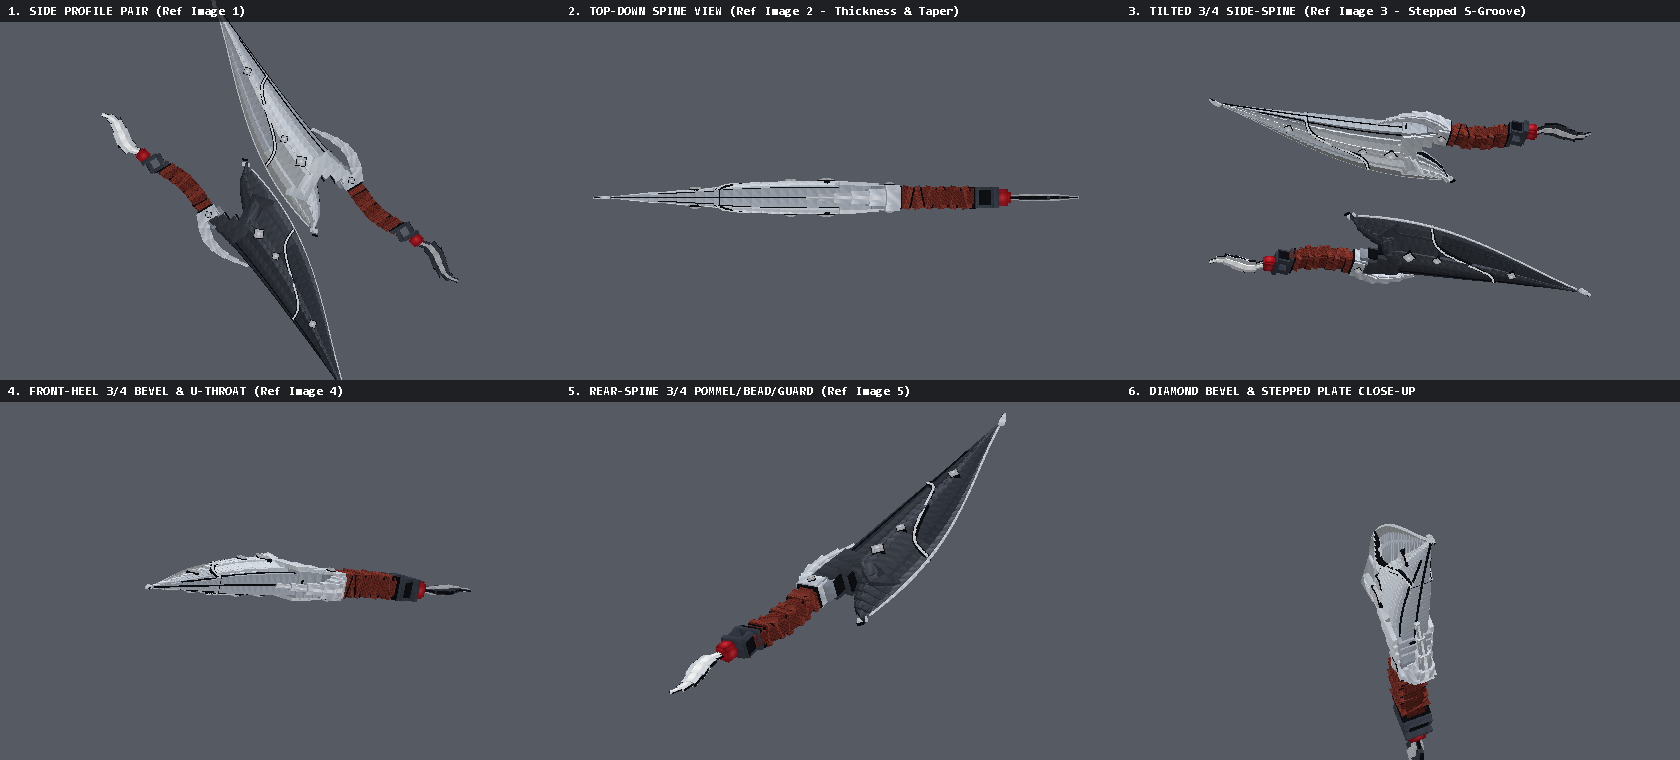 1. SIDE PROFILE PAIR (Ref Image 1)
2. TOP-DOWN SPINE VIEW (Ref Image 2 - Thickness & Taper)
3. TILTED 3/4 SIDE-SPINE (Ref Image 3 - Stepped S-Groove)
4. FRONT-HEEL 3/4 BEVEL & U-THROAT (Ref Image 4)
5. REAR-SPINE 3/4 POMMEL/BEAD/GUARD (Ref Image 5)
6. DIAMOND BEVEL & STEPPED PLATE CLOSE-UP